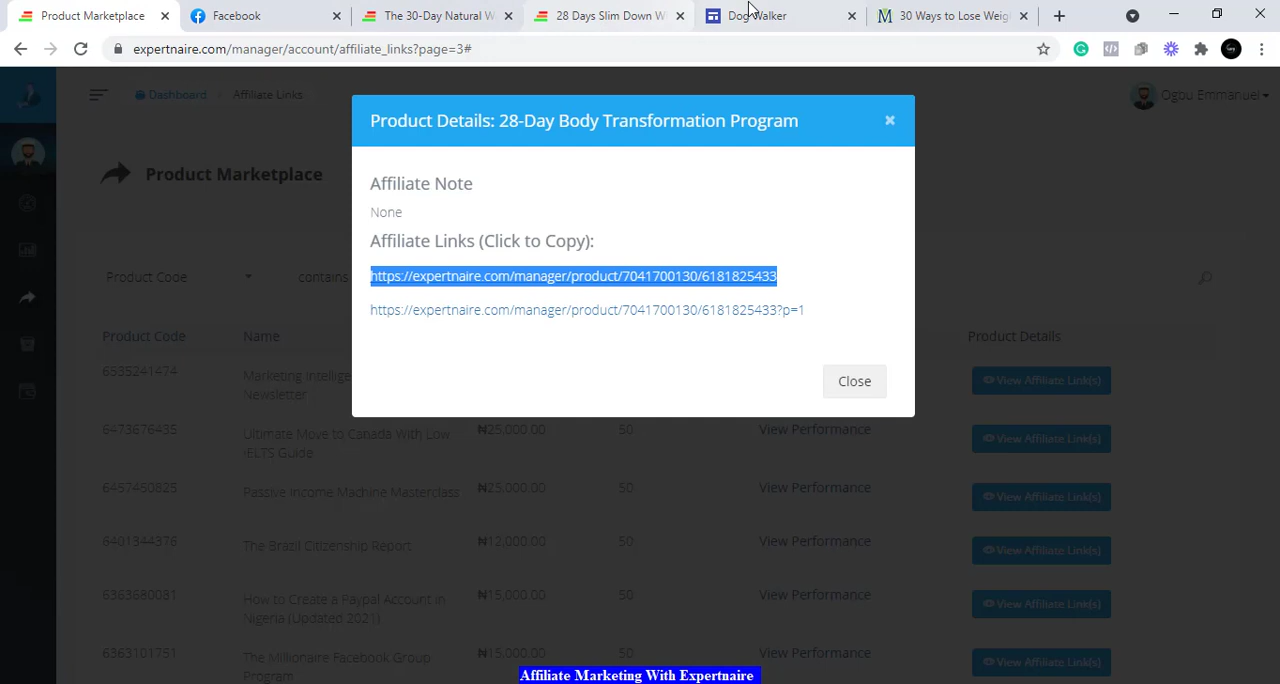 Product Marketplace
Facebook
The 30-Day Natural W
28 Days Slim Down W
Dog Walker
30 Ways to Lose Weigh
expertnaire.com/manager/account/affiliate_links?page=3#
Dashboard
Affiliate Links
Ogbu Emmanuel
Product Details: 28-Day Body Transformation Program
Product Marketplace
Affiliate Note
None
Affiliate Links (Click to Copy):
Product Code
contains
https://expertnaire.com/manager/product/7041700130/6181825433
https://expertnaire.com/manager/product/7041700130/6181825433?p=1
Product Code Name Product Details
Close
6535241474 Marketing Intelligence View Affiliate Link(s)
Newsletter
6473676435 Ultimate Move to Canada With Low ₦25,000.00 50 View Performance View Affiliate Link(s)
IELTS Guide
6457450825 Passive Income Machine Masterclass ₦25,000.00 50 View Performance View Affiliate Link(s)
6401344376 The Brazil Citizenship Report ₦12,000.00 50 View Performance View Affiliate Link(s)
6363680081 How to Create a Paypal Account in ₦15,000.00 50 View Performance View Affiliate Link(s)
Nigeria (Updated 2021)
6363101751 The Millionaire Facebook Group ₦15,000.00 50 View Performance View Affiliate Link(s)
Program
Affiliate Marketing With Expertnaire